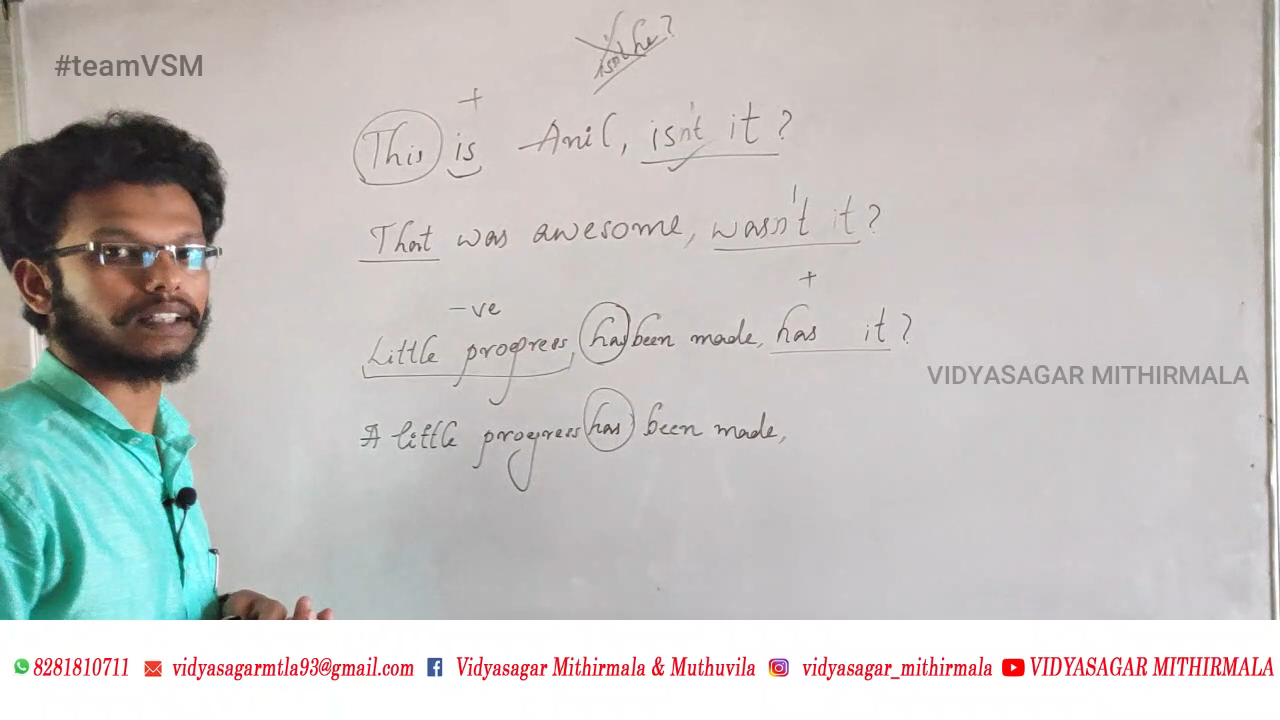 #teamVSM
isn't he?
+
This is Anil, isn't it?
That was awesome, wasn't it?
+
-ve
Little progress, has been made, has it?
VIDYASAGAR MITHIRMALA
A little progress has been made,
8281810711 vidyasagarmtla93@gmail.com Vidyasagar Mithirmala & Muthuvila vidyasagar_mithirmala VIDYASAGAR MITHIRMALA